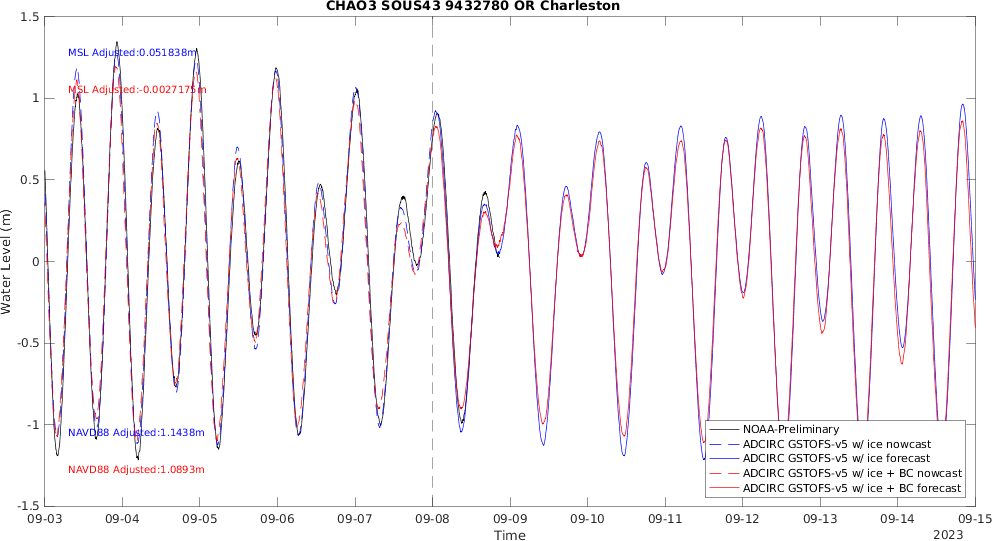 CHAO3 SOUS43 9432780 OR Charleston
1.5
1
0.5
0
-0.5
-1
-1.5
Water Level (m)
MSL Adjusted:0.051838m
MSL Adjusted:-0.0027175m
NAVD88 Adjusted:1.1438m
NAVD88 Adjusted:1.0893m
NOAA-Preliminary
ADCIRC GSTOFS-v5 w/ ice nowcast
ADCIRC GSTOFS-v5 w/ ice forecast
ADCIRC GSTOFS-v5 w/ ice + BC nowcast
ADCIRC GSTOFS-v5 w/ ice + BC forecast
09-03 09-04 09-05 09-06 09-07 09-08 09-09 09-10 09-11 09-12 09-13 09-14 09-15
Time
2023